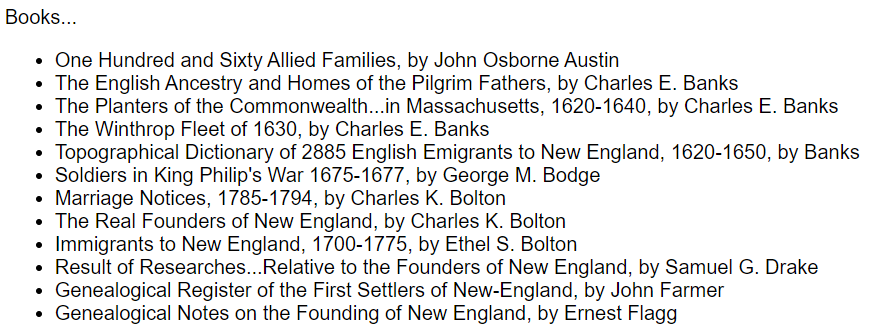 Books...
• One Hundred and Sixty Allied Families, by John Osborne Austin
• The English Ancestry and Homes of the Pilgrim Fathers, by Charles E. Banks
• The Planters of the Commonwealth...in Massachusetts, 1620-1640, by Charles E. Banks
• The Winthrop Fleet of 1630, by Charles E. Banks
• Topographical Dictionary of 2885 English Emigrants to New England, 1620-1650, by Banks
• Soldiers in King Philip's War 1675-1677, by George M. Bodge
• Marriage Notices, 1785-1794, by Charles K. Bolton
• The Real Founders of New England, by Charles K. Bolton
• Immigrants to New England, 1700-1775, by Ethel S. Bolton
• Result of Researches...Relative to the Founders of New England, by Samuel G. Drake
• Genealogical Register of the First Settlers of New-England, by John Farmer
• Genealogical Notes on the Founding of New England, by Ernest Flagg